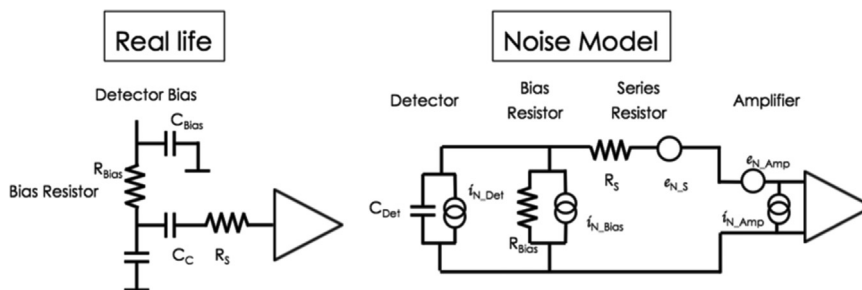 Real life
Noise Model
Detector Bias
C_Bias
R_Bias
Bias Resistor
C_C
R_S
Detector
Bias
Resistor
Series
Resistor
Amplifier
C_Det
i_N_Det
R_Bias
i_N_Bias
R_S
e_N_S
e_N_Amp
i_N_Amp